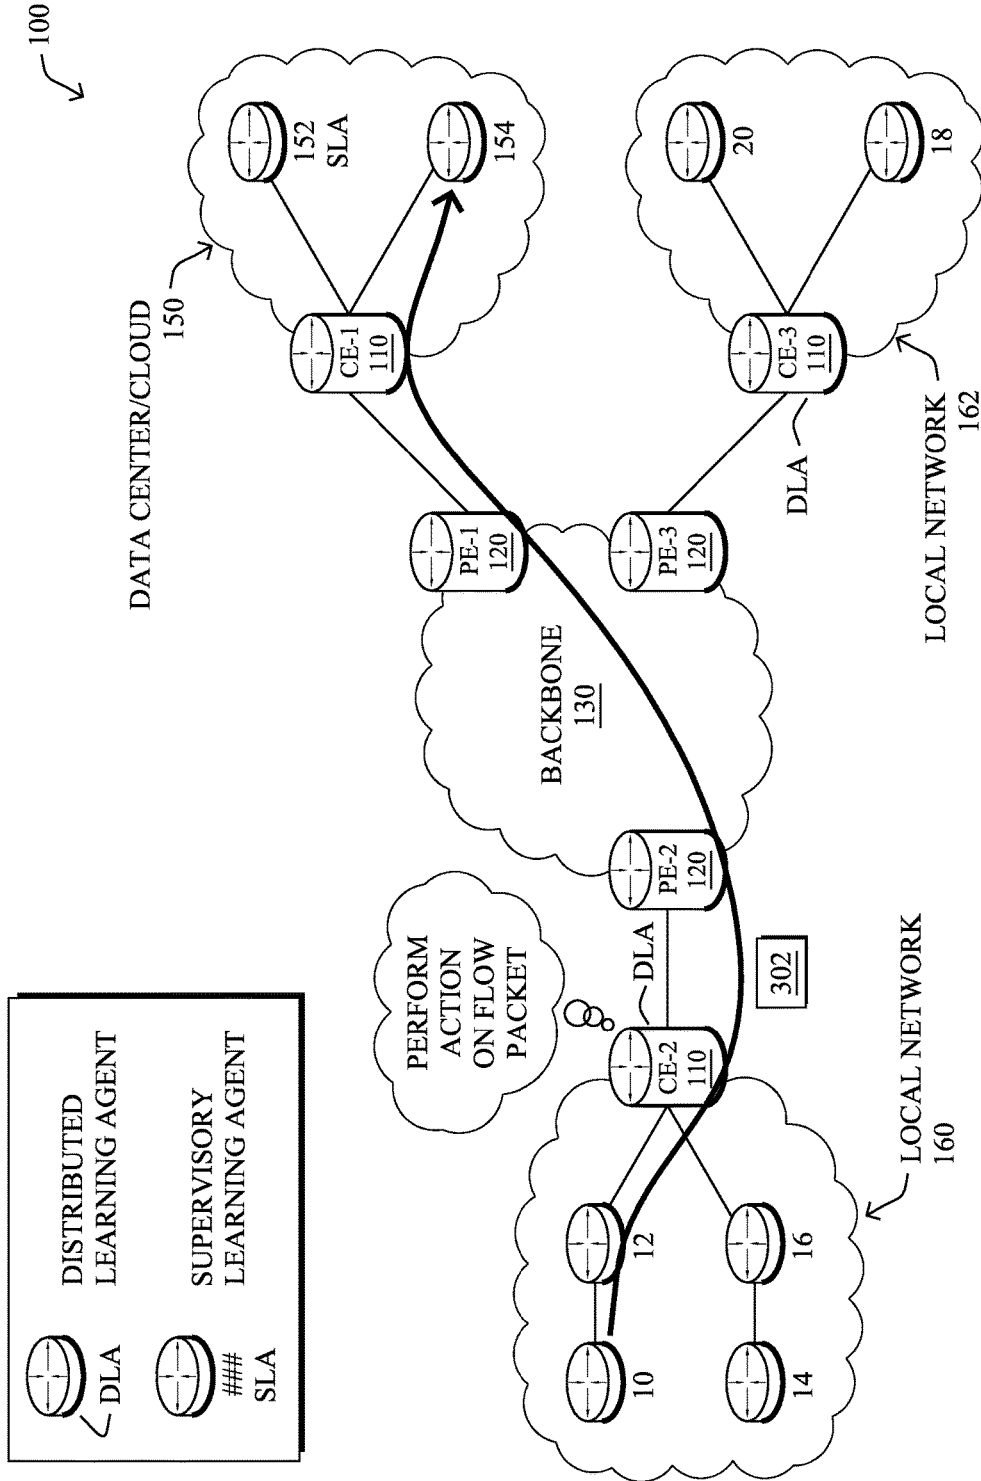 100
DISTRIBUTED
LEARNING AGENT
DLA
SUPERVISORY
LEARNING AGENT
###
SLA
DATA CENTER/CLOUD
150
152
SLA
154
CE-1
110
PE-1
120
BACKBONE
130
PERFORM
ACTION
ON FLOW
PACKET
DLA
CE-2
110
PE-2
120
PE-3
120
302
10
12
14
16
LOCAL NETWORK
160
DLA
CE-3
110
20
18
LOCAL NETWORK
162